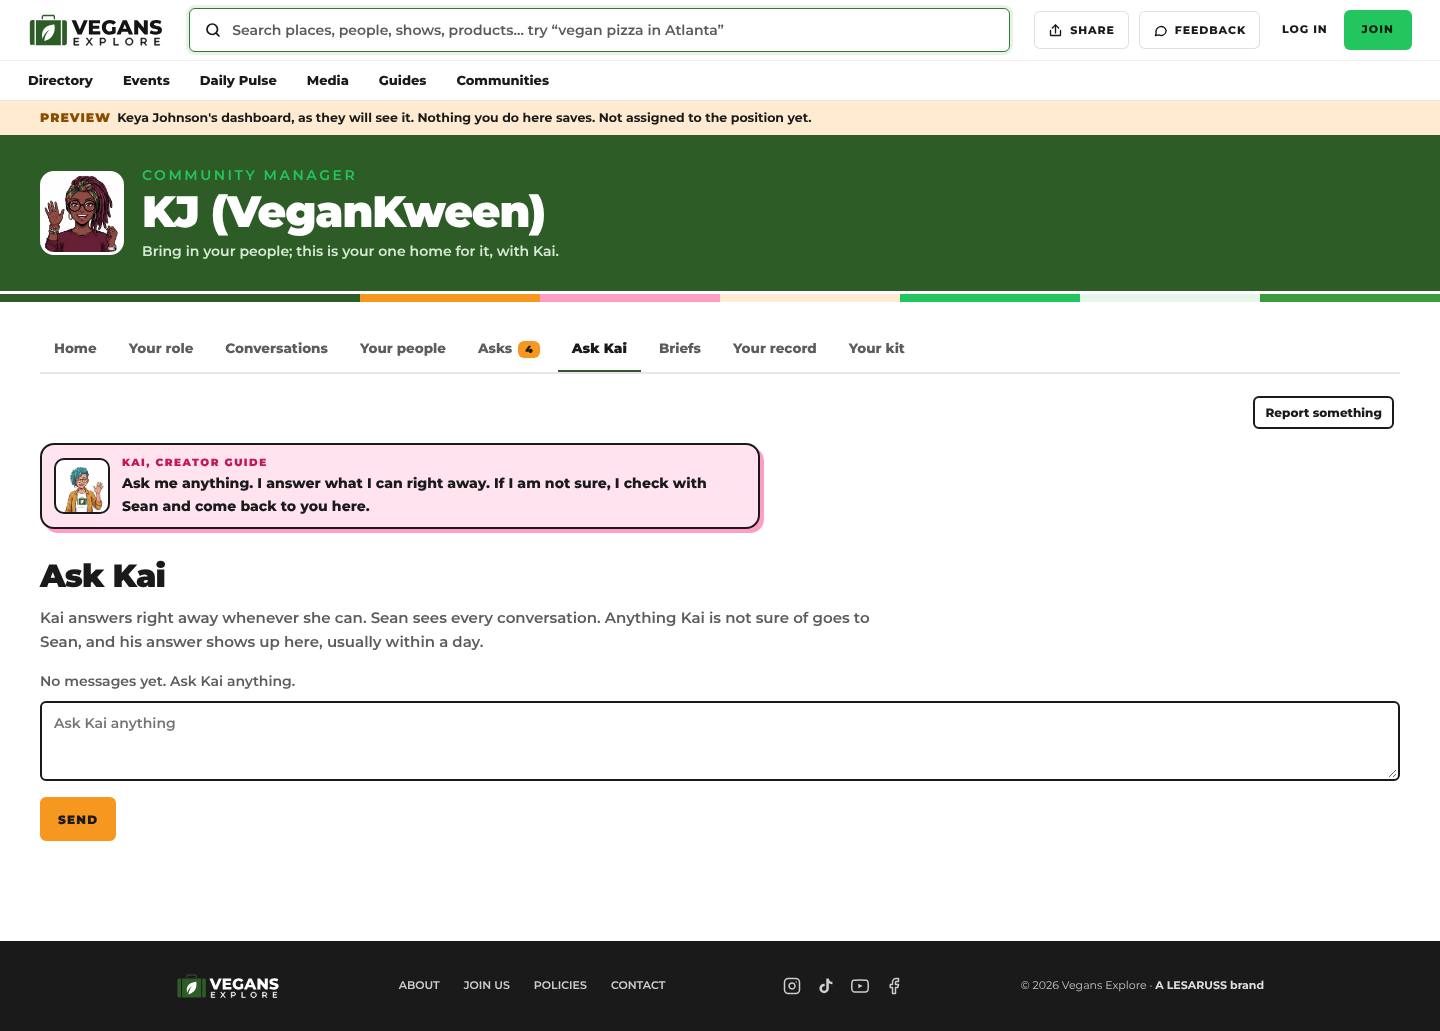 VEGANS
EXPLORE
Search places, people, shows, products... try “vegan pizza in Atlanta”
SHARE
FEEDBACK
LOG IN
JOIN
Directory
Events
Daily Pulse
Media
Guides
Communities
PREVIEW Keya Johnson's dashboard, as they will see it. Nothing you do here saves. Not assigned to the position yet.
COMMUNITY MANAGER
KJ (VeganKween)
Bring in your people; this is your one home for it, with Kai.
Home
Your role
Conversations
Your people
Asks 4
Ask Kai
Briefs
Your record
Your kit
Report something
KAI, CREATOR GUIDE
Ask me anything. I answer what I can right away. If I am not sure, I check with
Sean and come back to you here.
Ask Kai
Kai answers right away whenever she can. Sean sees every conversation. Anything Kai is not sure of goes to
Sean, and his answer shows up here, usually within a day.
No messages yet. Ask Kai anything.
Ask Kai anything
SEND
VEGANS
EXPLORE
ABOUT
JOIN US
POLICIES
CONTACT
© 2026 Vegans Explore · A LESARUSS brand